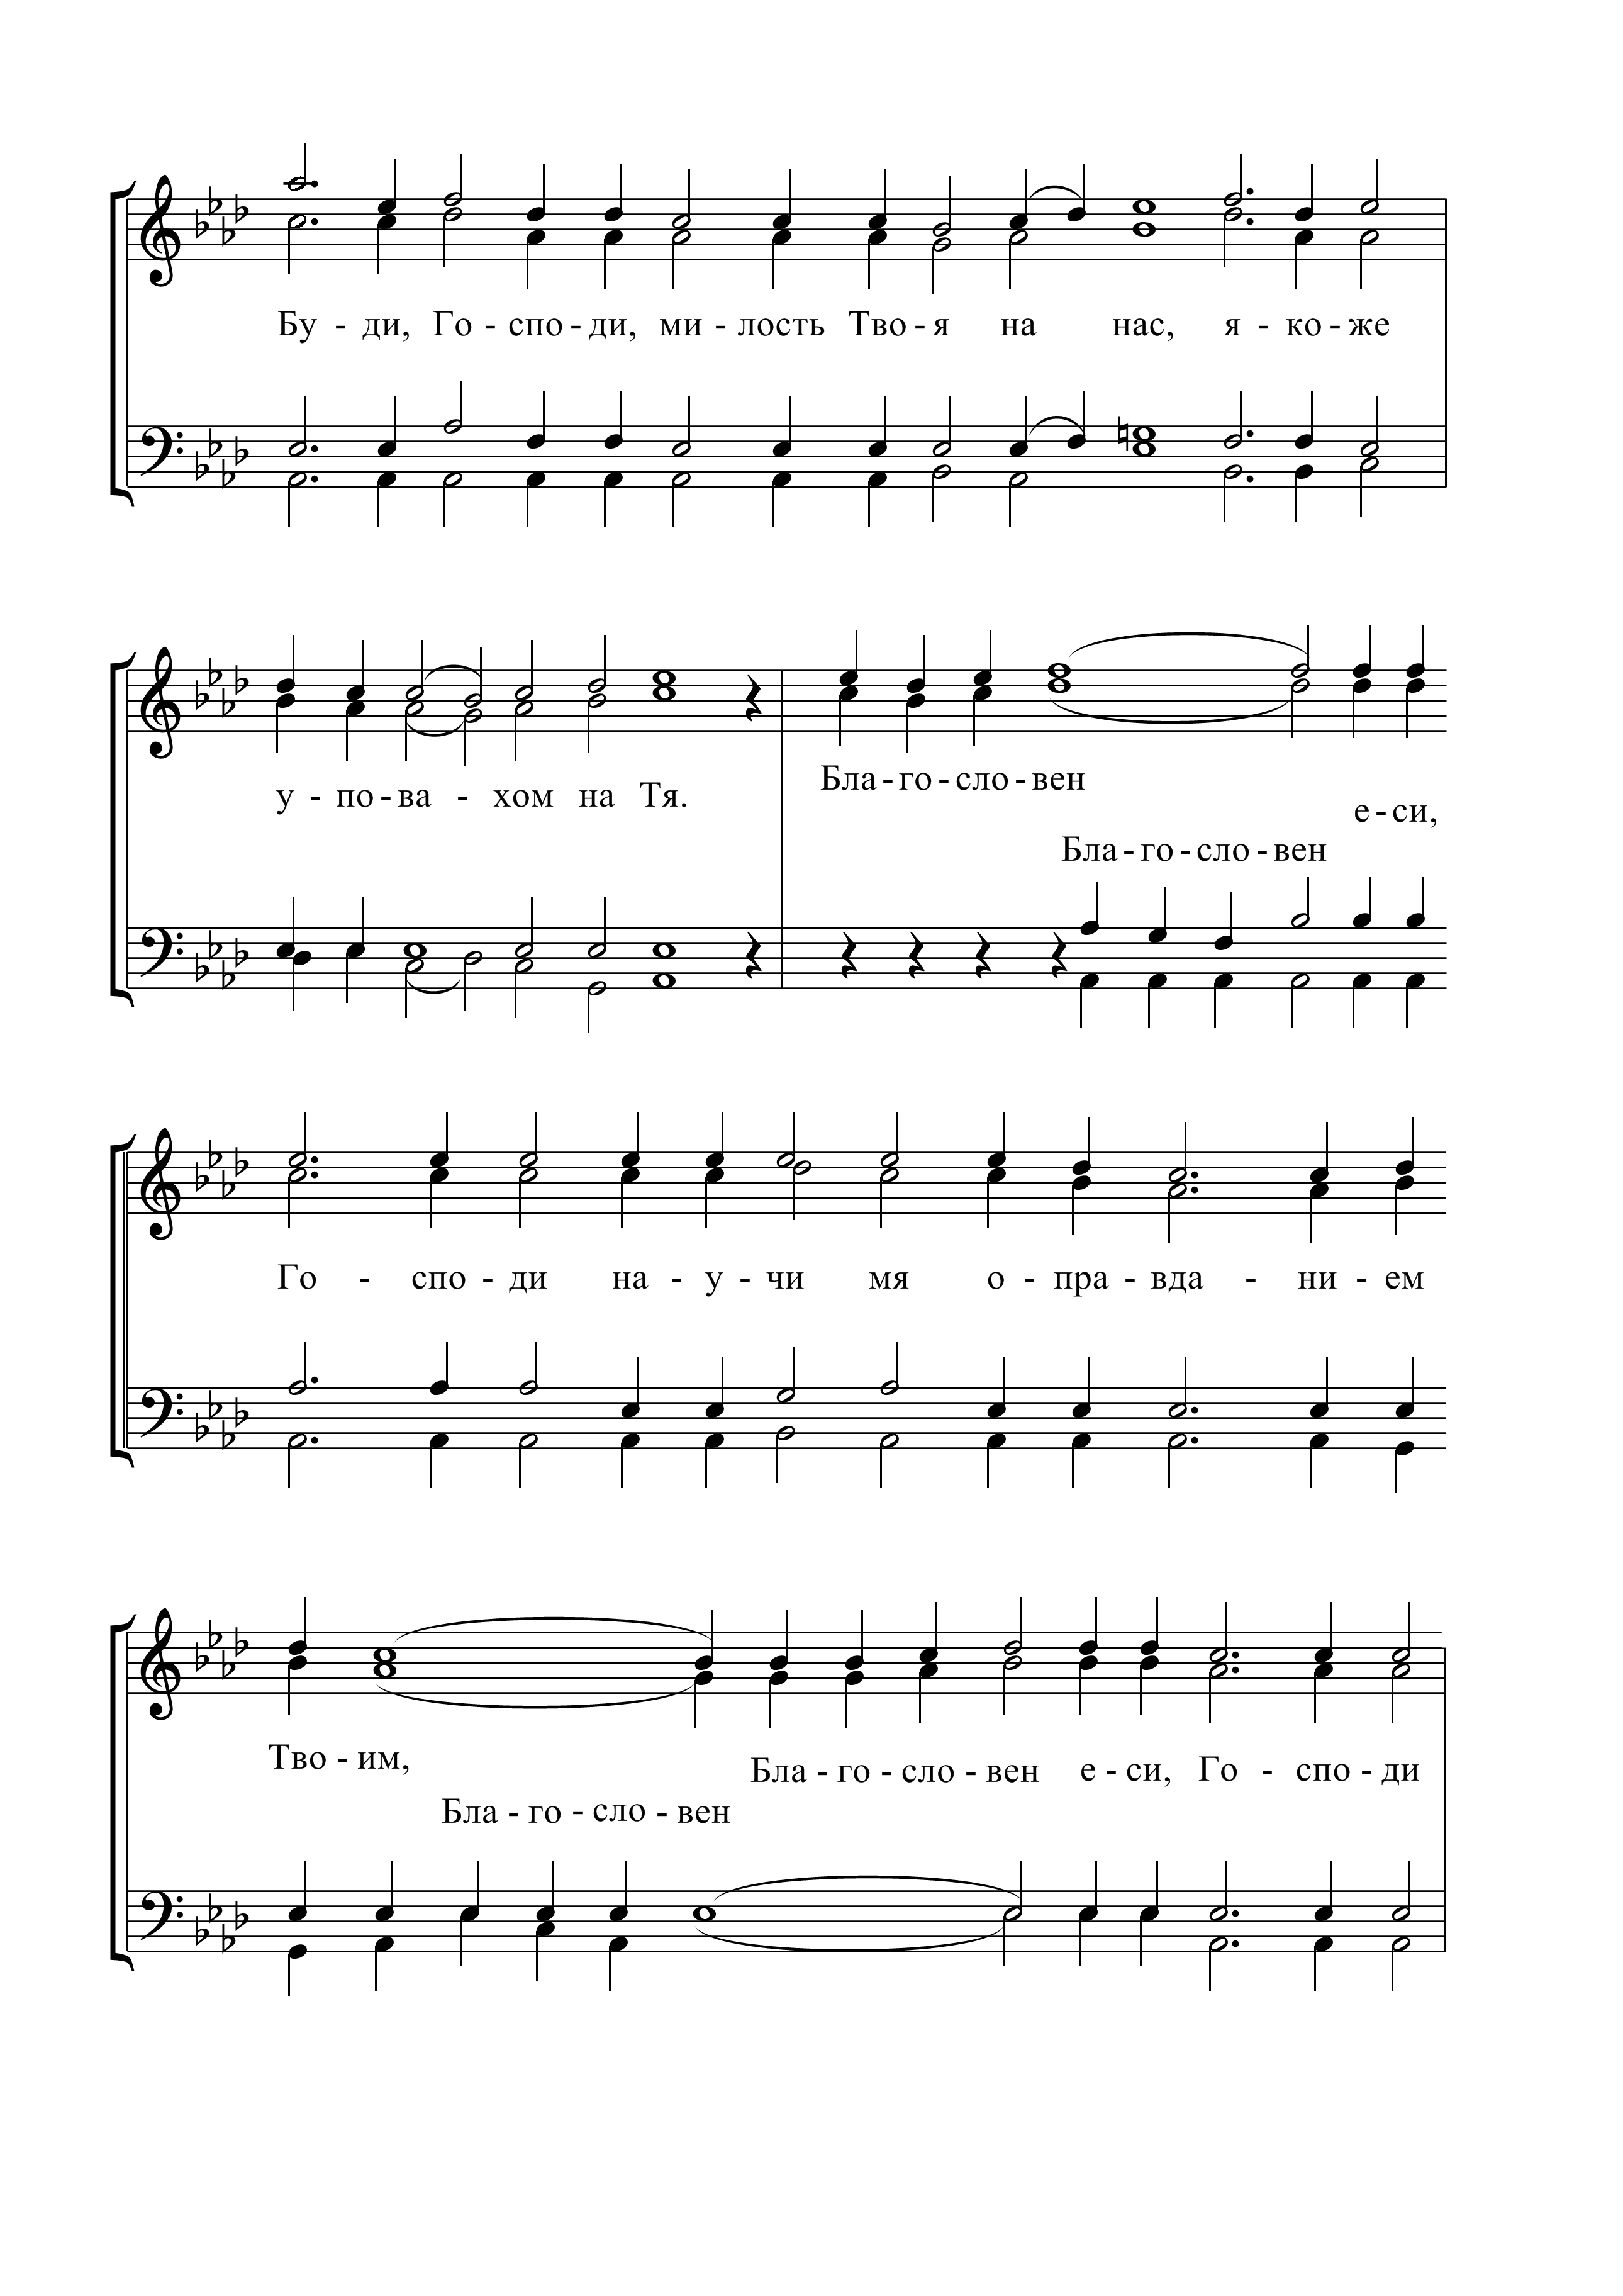 Бу - ди, Го - спо - ди, ми - лость Тво - я на нас, я - ко - же
у - по - ва - хом на Тя. Бла - го - сло - вен
е - си,
Бла - го - сло - вен
Го - спо - ди на - у - чи мя о - пра - вда - ни - ем
Тво - им, Бла - го - сло - вен е - си, Го - спо - ди
Бла - го - сло - вен